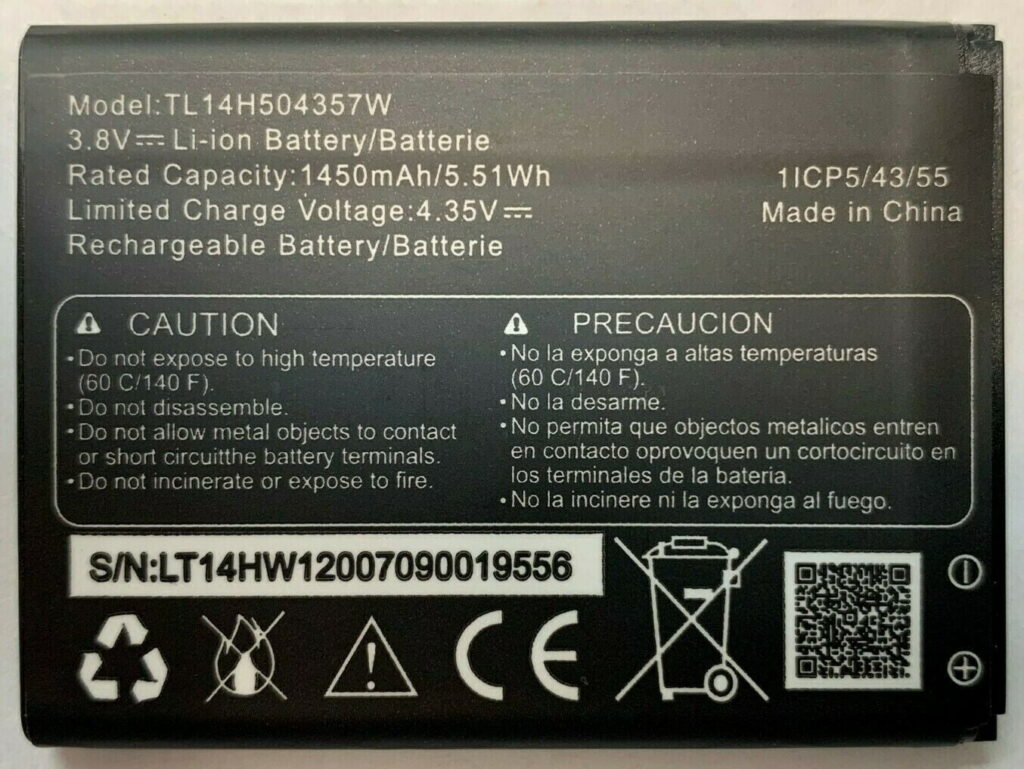 Model:TL14H504357W
3.8V⎓ Li-ion Battery/Batterie
Rated Capacity:1450mAh/5.51Wh
Limited Charge Voltage:4.35V⎓
Rechargeable Battery/Batterie
1ICP5/43/55
Made in China
CAUTION
•Do not expose to high temperature
(60 C/140 F).
•Do not disassemble.
•Do not allow metal objects to contact
or short circuitthe battery terminals.
•Do not incinerate or expose to fire.
PRECAUCION
•No la exponga a altas temperaturas
(60 C/140 F).
•No la desarme.
•No permita que objectos metalicos entren
en contacto oprovoquen un cortocircuito en
los terminales de la bateria.
•No la incinere ni la exponga al fuego.
S/N:LT14HW12007090019556
CE